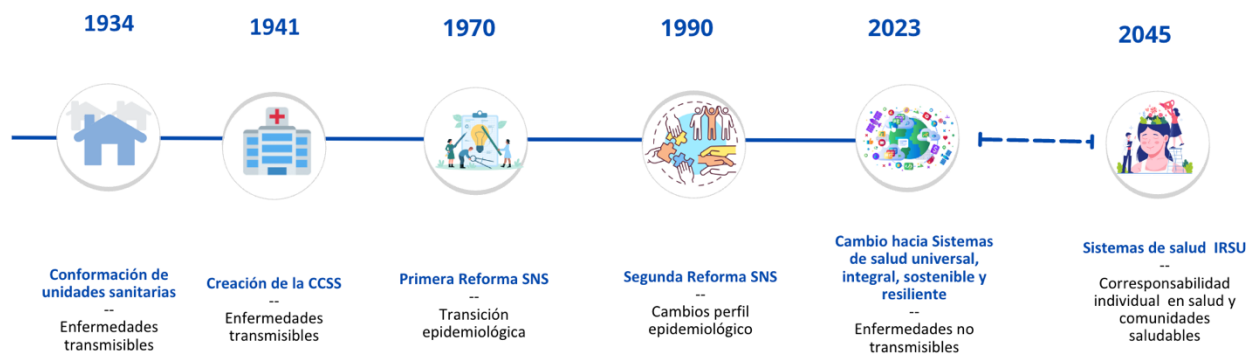 1934
1941
1970
1990
2023
2045
Conformación de
unidades sanitarias
--
Enfermedades
transmisibles
Creación de la CCSS
--
Enfermedades
transmisibles
Primera Reforma SNS
--
Transición
epidemiológica
Segunda Reforma SNS
--
Cambios perfil
epidemiológico
Cambio hacia Sistemas
de salud universal,
integral, sostenible y
resiliente
--
Enfermedades no
transmisibles
Sistemas de salud IRSU
--
Corresponsabilidad
individual en salud y
comunidades
saludables